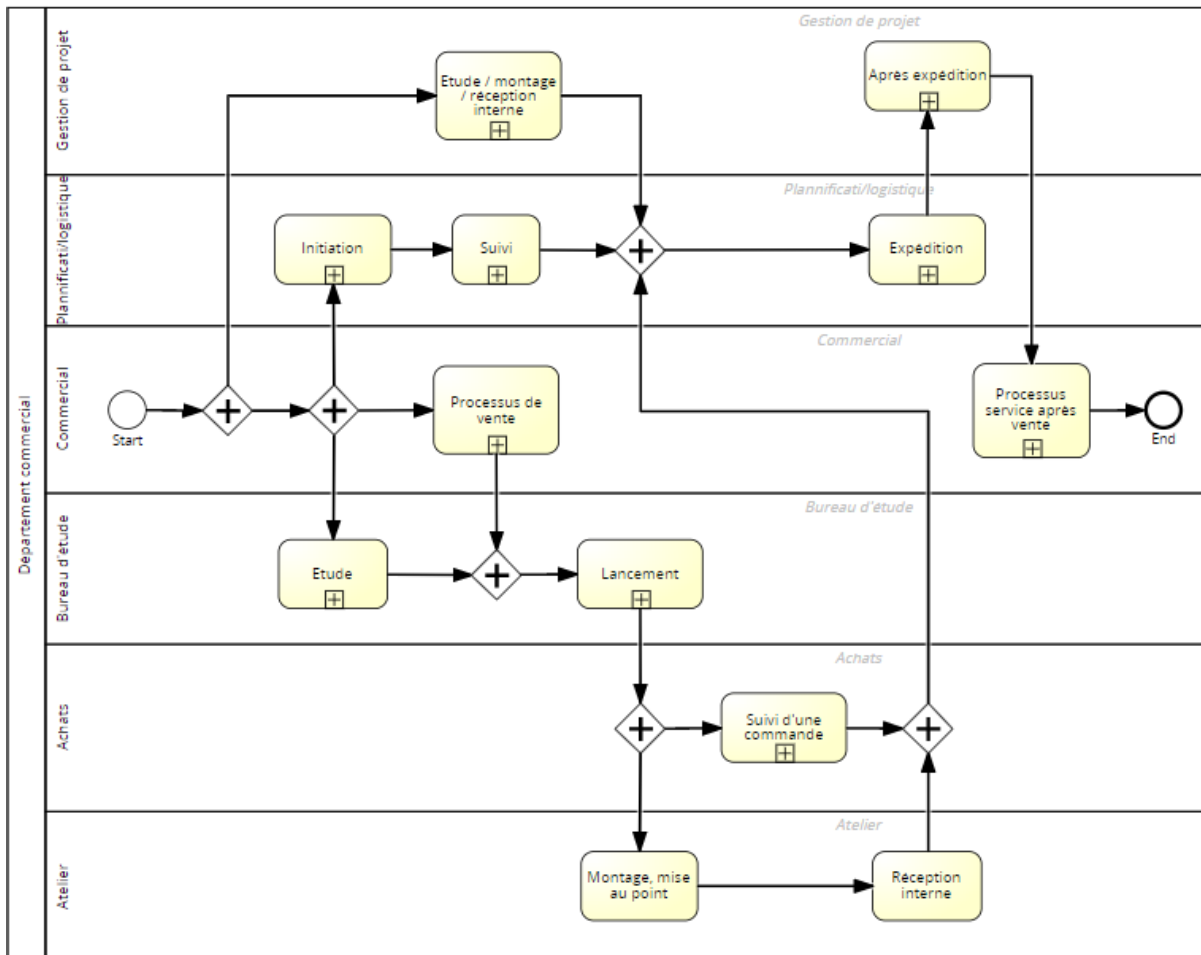 Département commercial
Gestion de projet
Gestion de projet
Etude / montage
/ réception
interne
Après expédition
Plannificati/logistique
Plannificati/logistique
Initiation
Suivi
Expédition
Commercial
Commercial
Start
Processus de
vente
Processus
service après
vente
End
Bureau d'étude
Bureau d'étude
Etude
Lancement
Achats
Achats
Suivi d'une
commande
Atelier
Atelier
Montage, mise
au point
Réception
interne